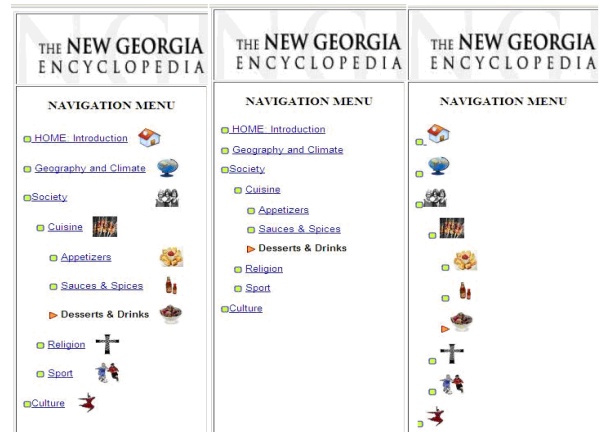 THE NEW GEORGIA
ENCYCLOPEDIA
NAVIGATION MENU
HOME: Introduction
Geography and Climate
Society
Cuisine
Appetizers
Sauces & Spices
Desserts & Drinks
Religion
Sport
Culture
THE NEW GEORGIA
ENCYCLOPEDIA
NAVIGATION MENU
HOME: Introduction
Geography and Climate
Society
Cuisine
Appetizers
Sauces & Spices
Desserts & Drinks
Religion
Sport
Culture
THE NEW GEORGIA
ENCYCLOPEDIA
NAVIGATION MENU